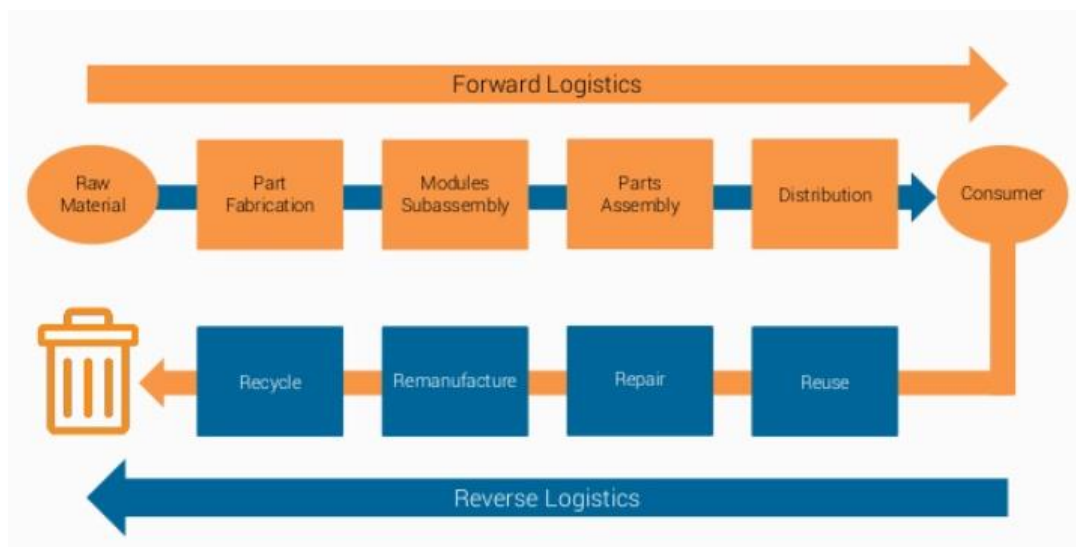 Forward Logistics
Raw
Material
Part
Fabrication
Modules
Subassembly
Parts
Assembly
Distribution
Consumer
Recycle
Remanufacture
Repair
Reuse
Reverse Logistics